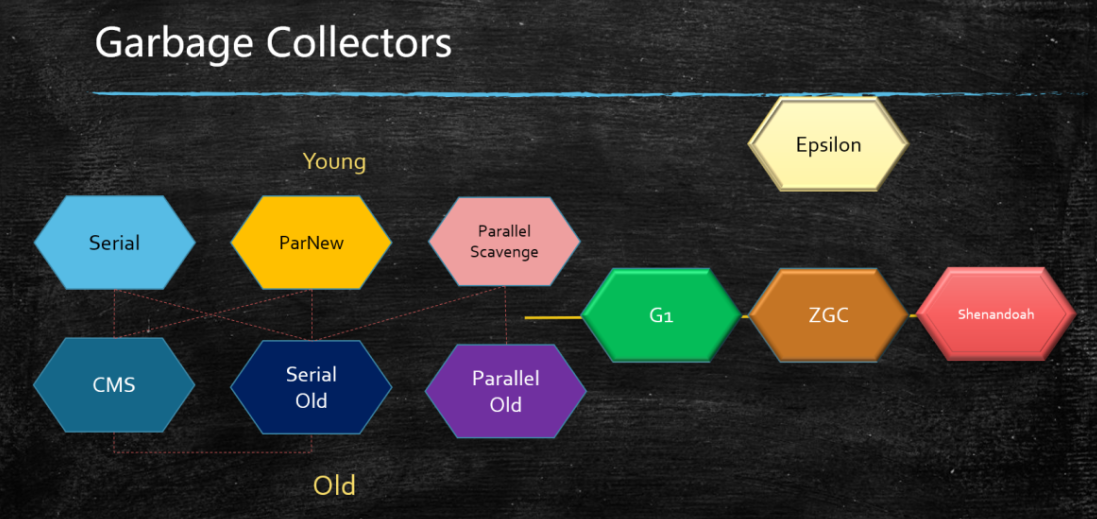 Garbage Collectors
Epsilon
Young
Serial
ParNew
Parallel
Scavenge
G1
ZGC
Shenandoah
CMS
Serial
Old
Parallel
Old
Old